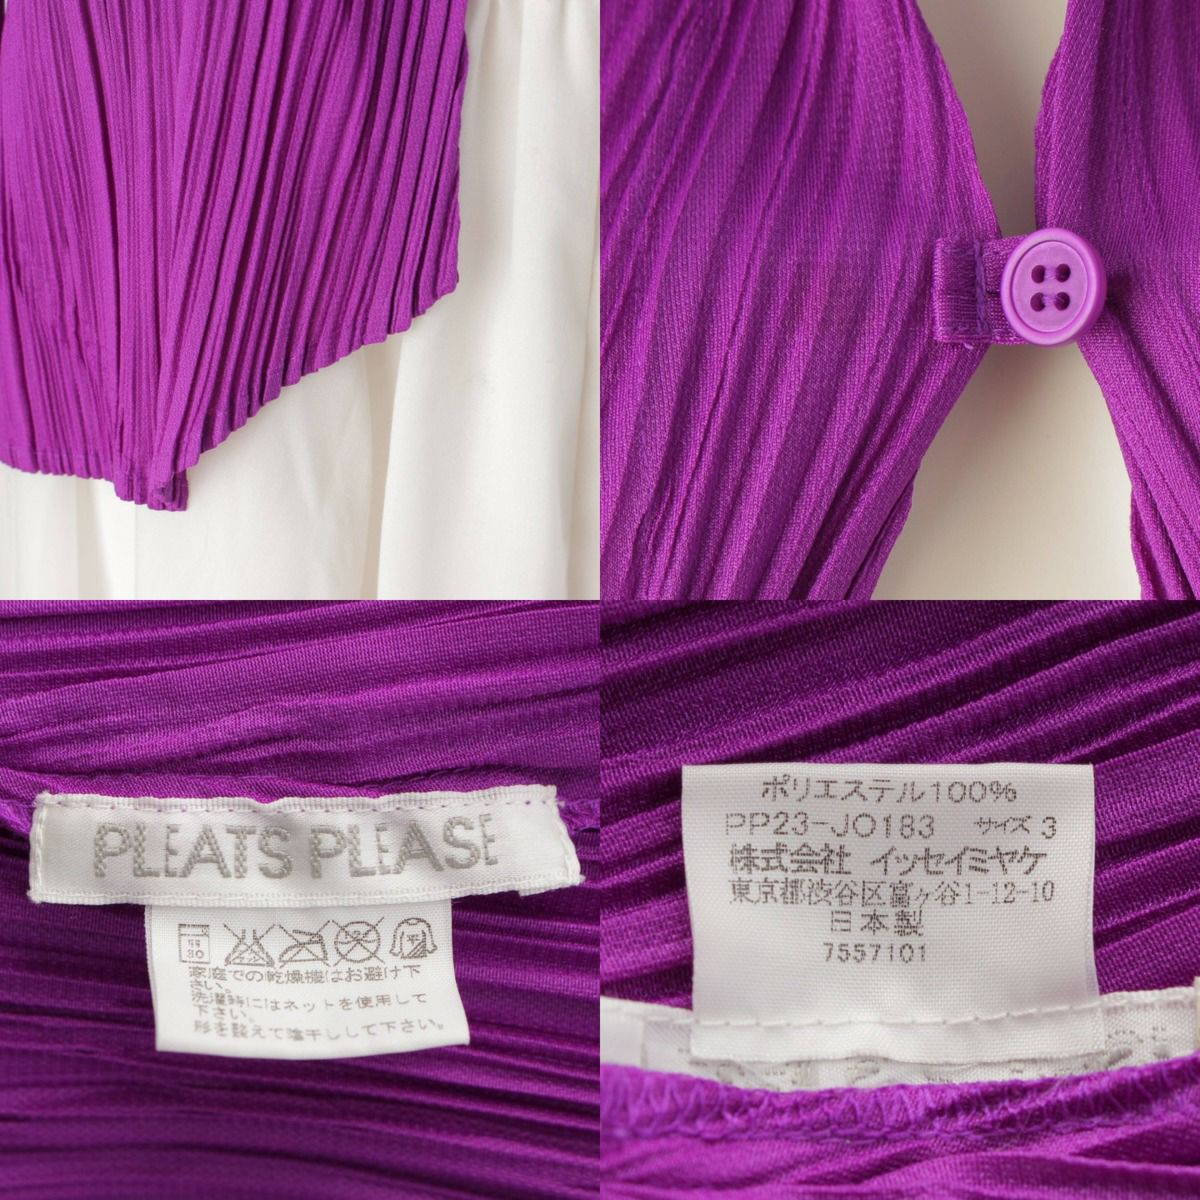 PLEATS PLEASE
30
家庭での乾燥機はお避け下
さい。
洗濯時にはネットを使用して
下さい。
形を整えて陰干しして下さい。
ポリエステル100%
PP23-JO183 サイズ 3
株式会社 イッセイミヤケ
東京都渋谷区富ヶ谷1-12-10
日本製
7557101